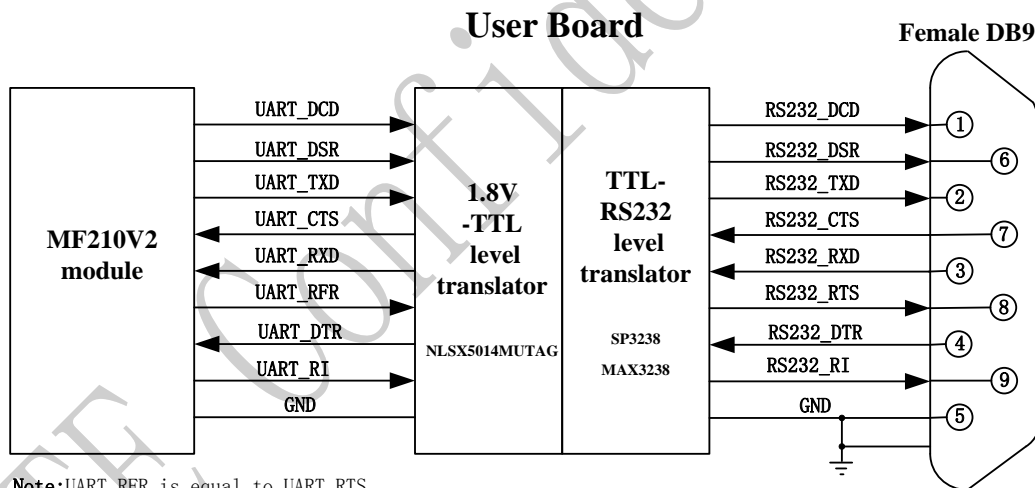 User Board
Female DB9
MF210V2
module
UART_DCD
UART_DSR
UART_TXD
UART_CTS
UART_RXD
UART_RFR
UART_DTR
UART_RI
GND
1.8V
-TTL
level
translator
NLSX5014MUTAG
TTL-
RS232
level
translator
SP3238
MAX3238
RS232_DCD
RS232_DSR
RS232_TXD
RS232_CTS
RS232_RXD
RS232_RTS
RS232_DTR
RS232_RI
GND
1
6
2
7
3
8
4
9
5
Note:UART_RFR is equal to UART_RTS